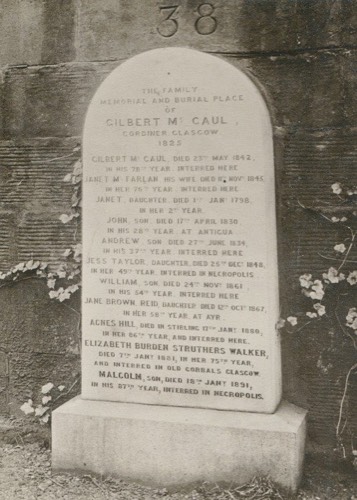 38
THE FAMILY
MEMORIAL AND BURIAL PLACE
OF
GILBERT Mc CAUL,
CORDINER GLASGOW
GILBERT Mc CAUL, DIED 25TH MAY. 1842,
IN HIS 78TH YEAR. INTERRED HERE
JANET Mc FARLAN HIS WIFE DIED NOVr 1841,
IN HER 78TH YEAR. INTERRED HERE.
JANET, DAUGHTER, DIED 1ST JANY 1798,
IN HER 2D YEAR.
JOHN, SON, DIED 17TH APRIL 1830
IN HIS 28TH YEAR. AT ANTIGUA
ANDREW, SON, DIED 27TH JUNE 1834,
IN HIS 27TH YEAR. INTERRED HERE.
JESS TAYLOR, DAUGHTER, DIED 25TH DEC. 1848,
IN HER 49TH YEAR. INTERRED IN NECROPOLIS
WILLIAM, SON, DIED 24TH NOVr 1861.
IN HIS 64TH YEAR. INTERRED HERE.
JANE BROWN REID DAUGHTER DIED 12TH OCT 1867,
IN HER 58TH YEAR. AT AYR.
AGNES HILL, DIED IN STIRLING 17TH JANY 1880,
IN HER 86TH YEAR, AND INTERRED HERE.
ELIZABETH BURDEN STRUTHERS WALKER,
DIED 7TH JANY 1881, IN HER 75TH YEAR,
AND INTERRED IN OLD GORBALS GLASGOW.
MALCOLM, SON, DIED 18TH JANY 1891,
IN HIS 87TH YEAR, INTERRED IN NECROPOLIS.